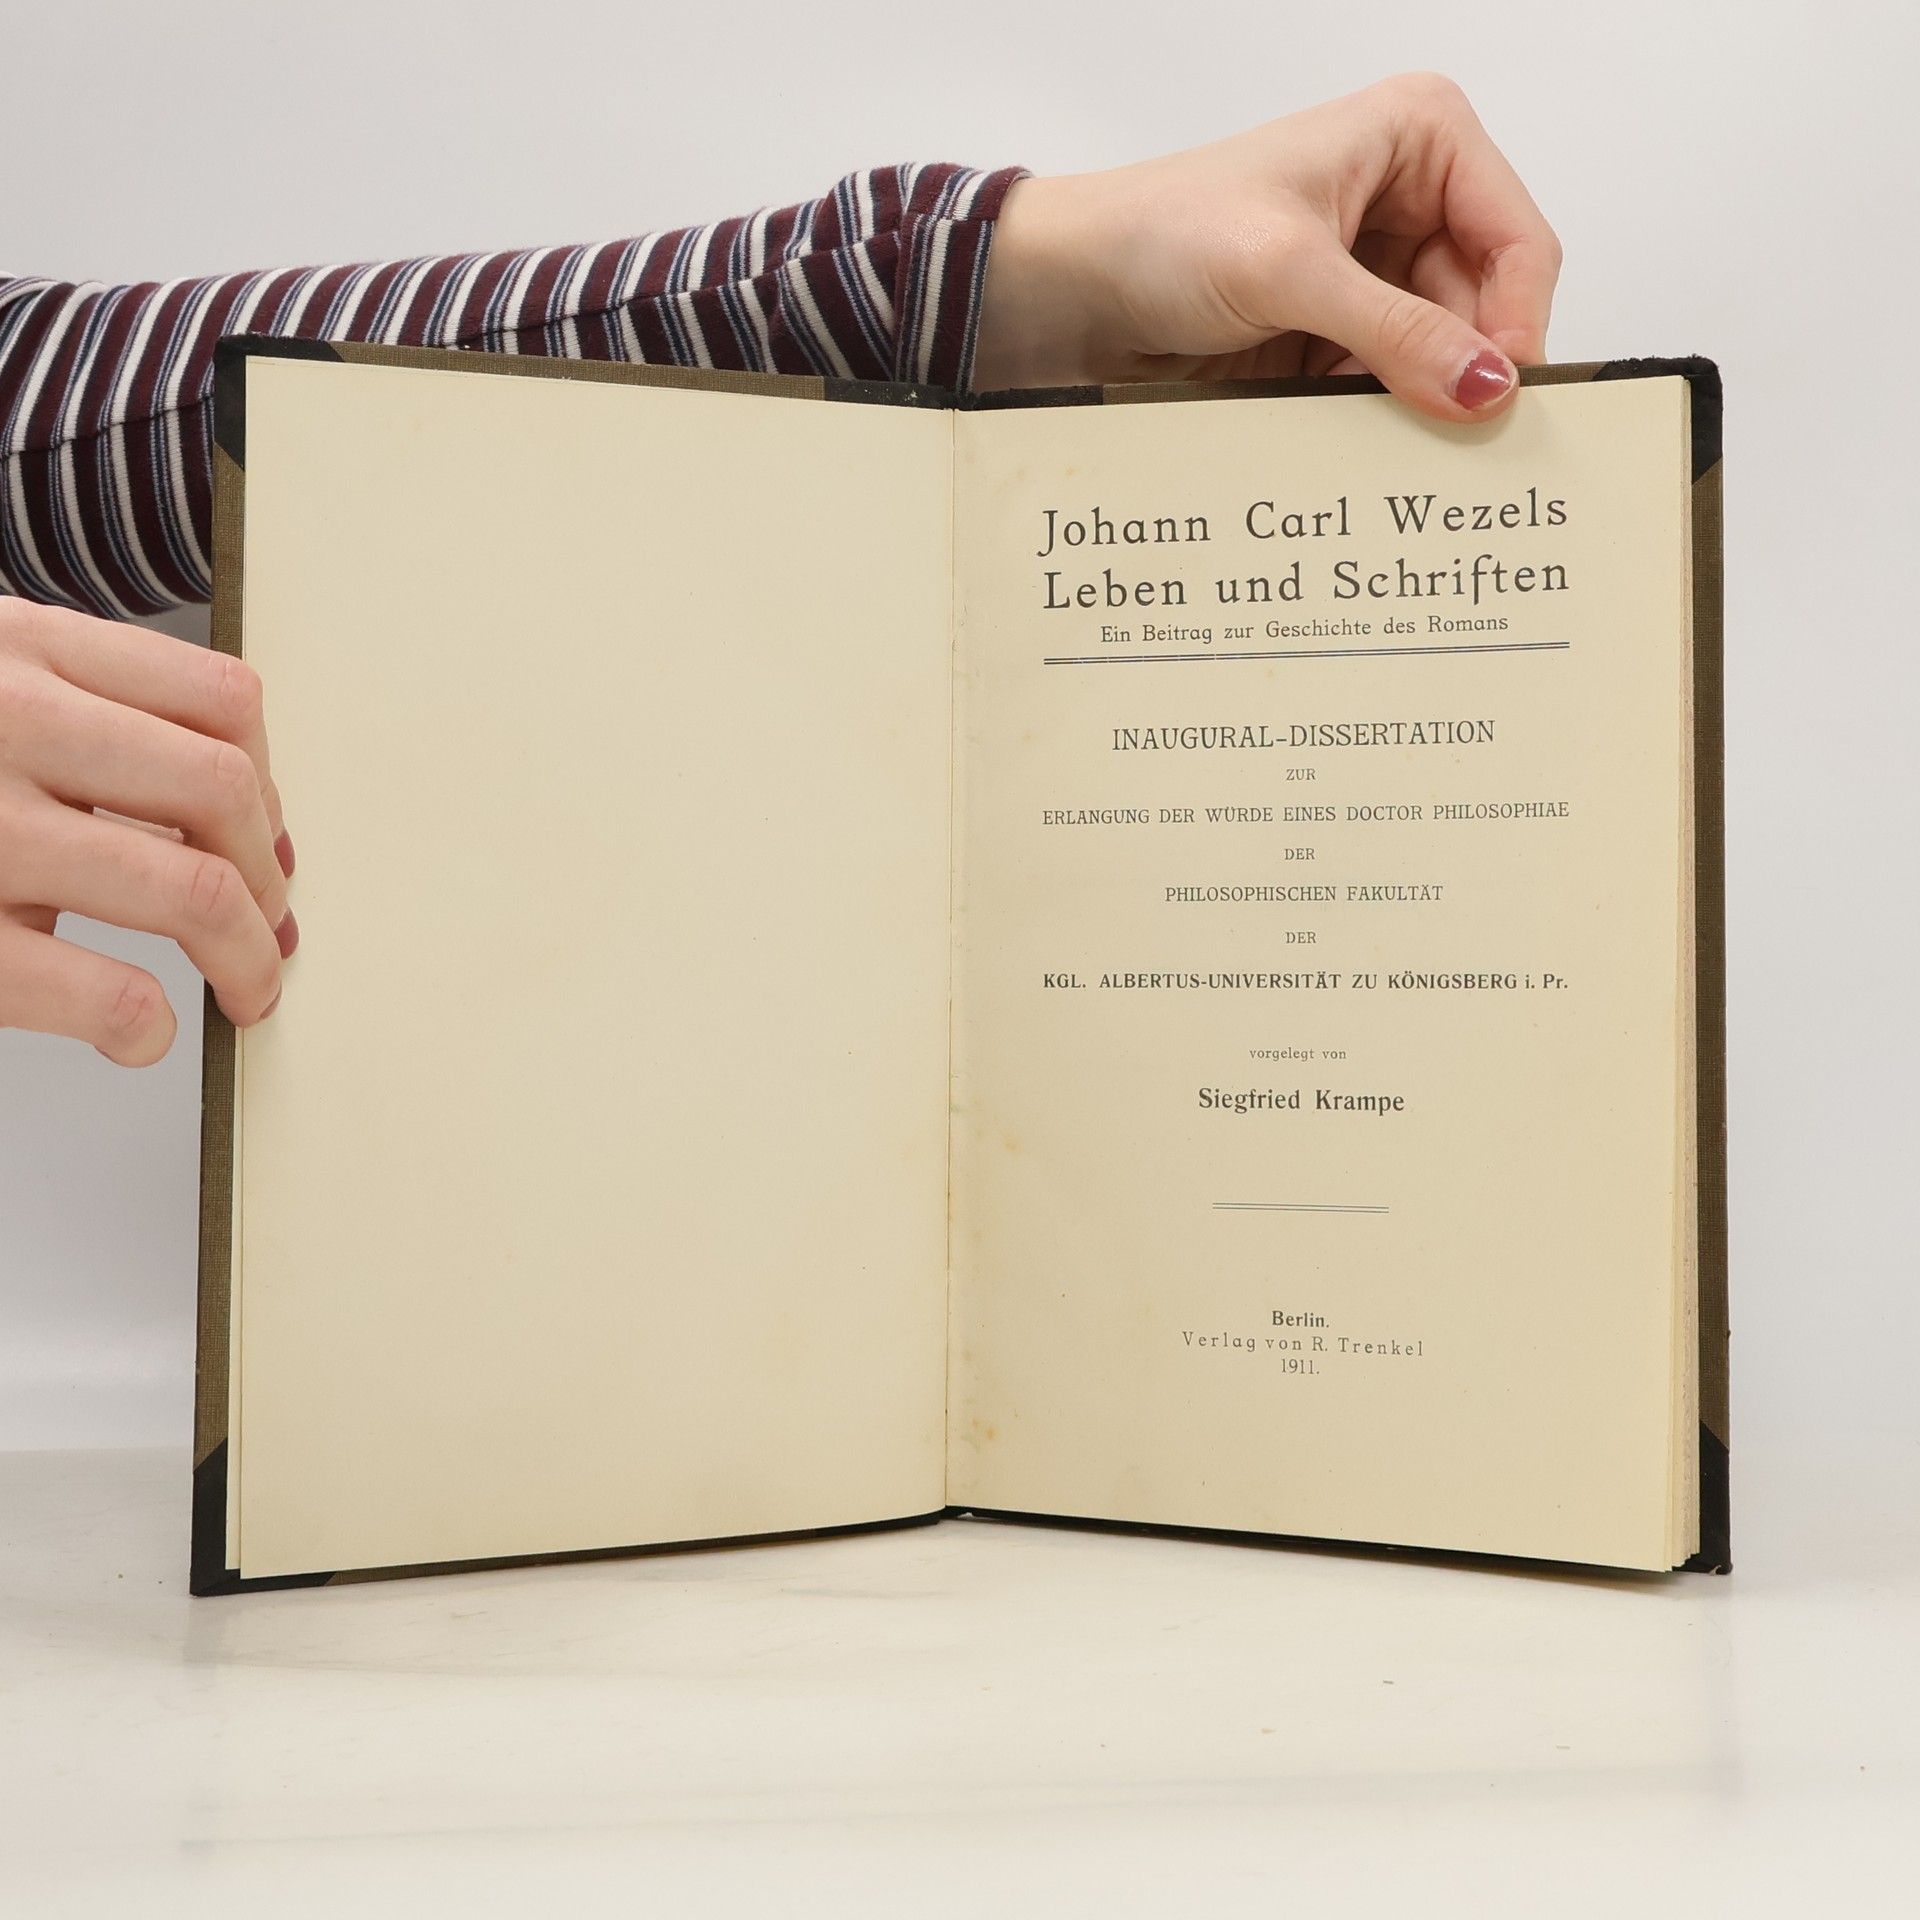 Johann Carl Wezels
Leben und Schriften
Ein Beitrag zur Geschichte des Romans
INAUGURAL-DISSERTATION
ZUR
ERLANGUNG DER WÜRDE EINES DOCTOR PHILOSOPHIAE
DER
PHILOSOPHISCHEN FAKULTÄT
DER
KGL. ALBERTUS-UNIVERSITÄT ZU KÖNIGSBERG i. Pr.
vorgelegt von
Siegfried Krampe
Berlin.
Verlag von R. Trenkel
1911.